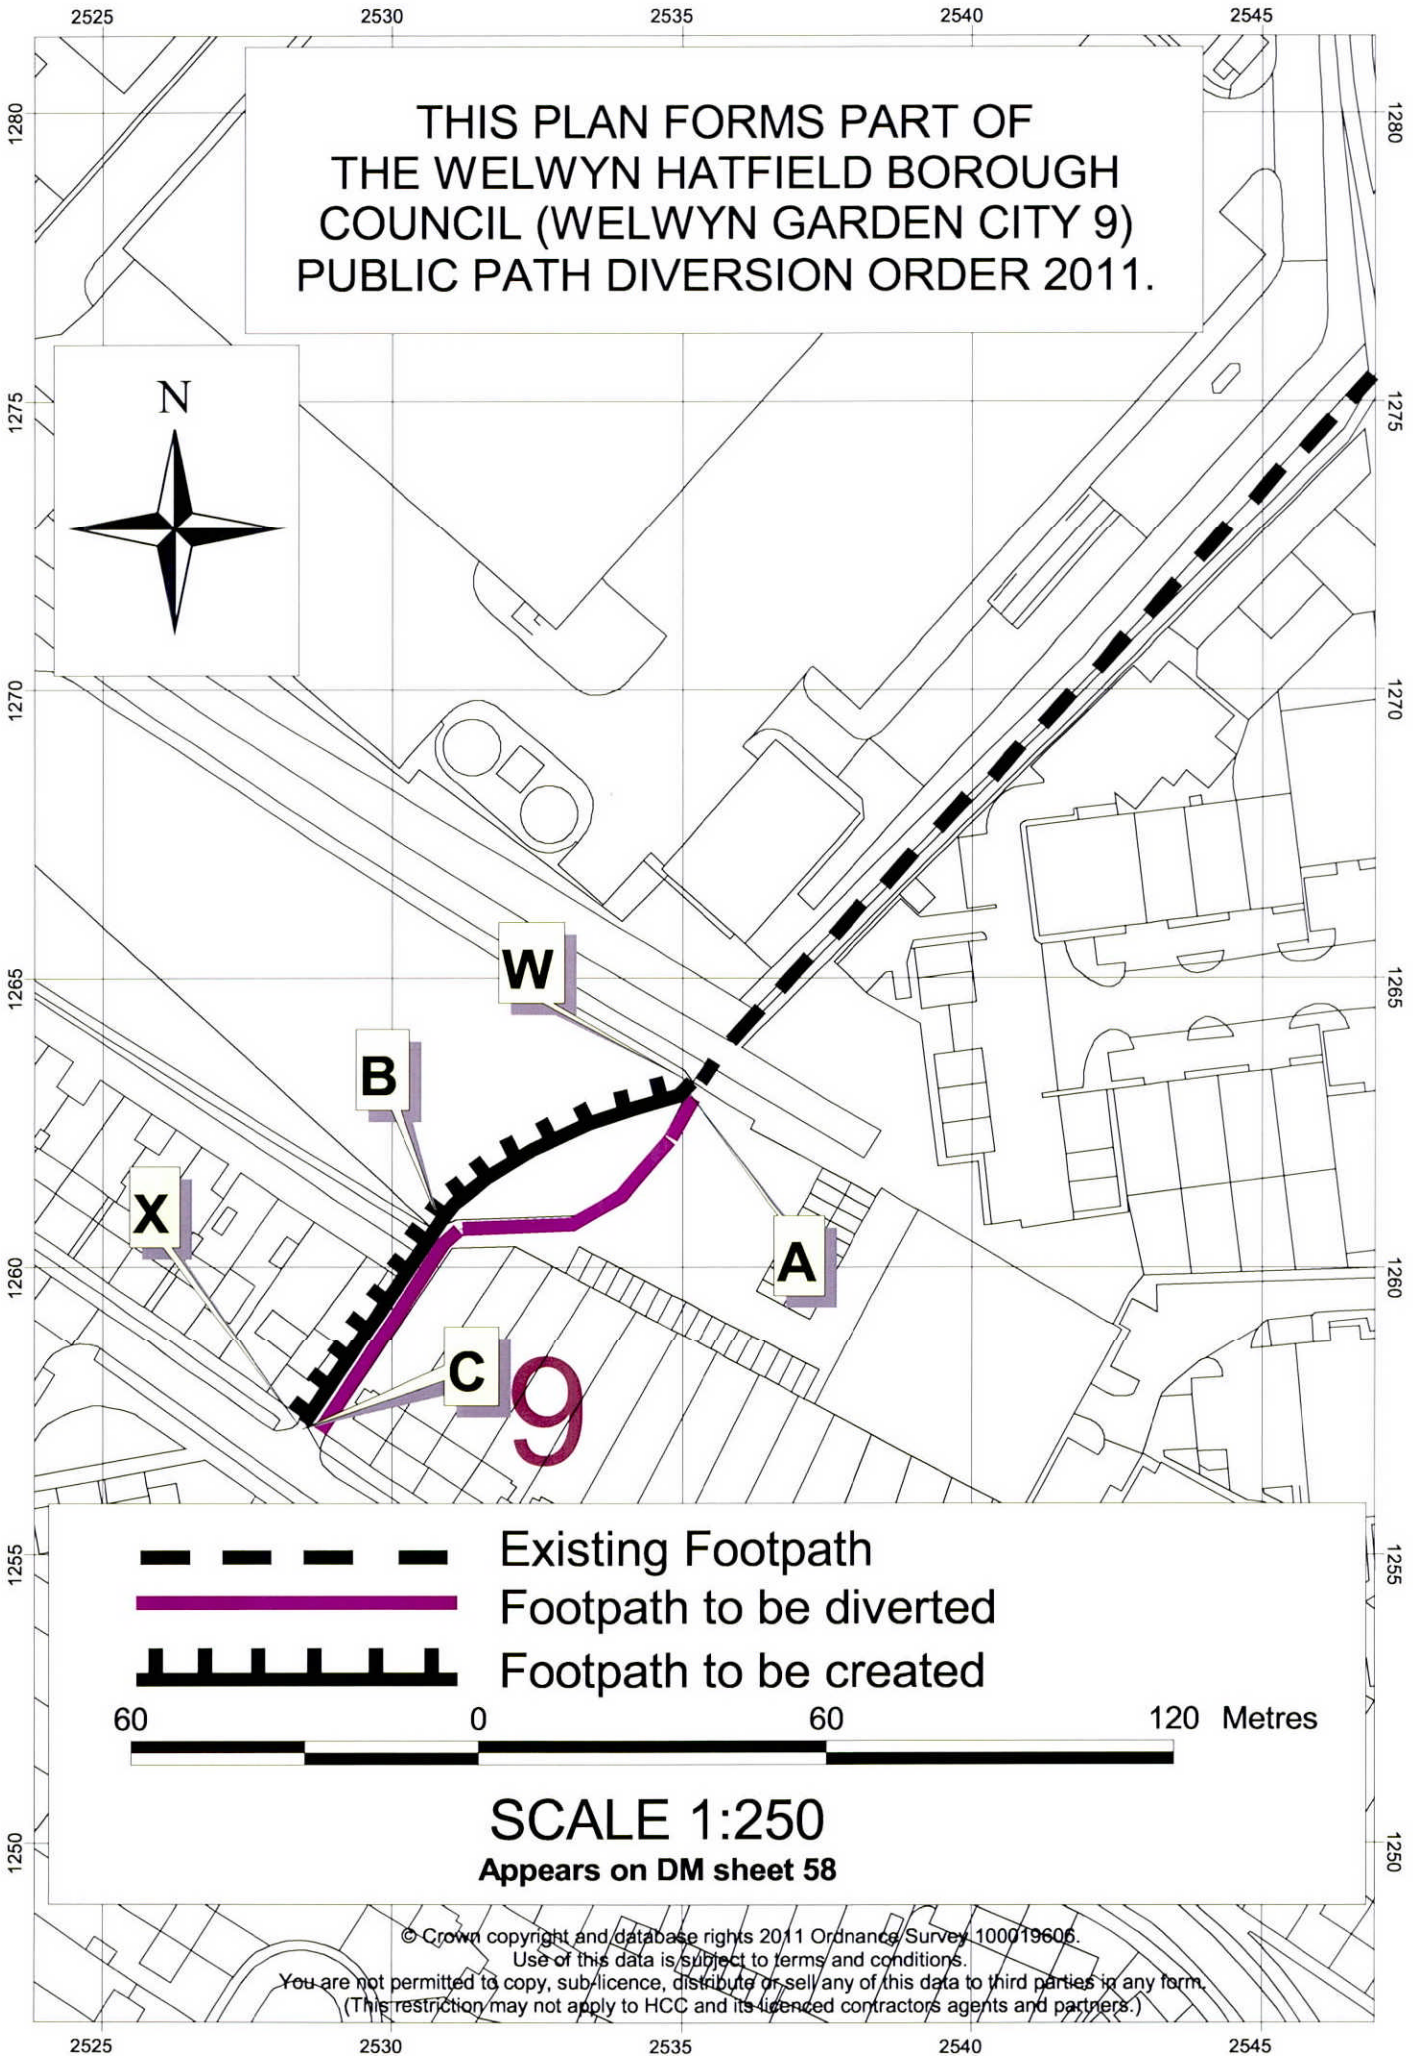 2525 2530 2535 2540 2545
THIS PLAN FORMS PART OF
THE WELWYN HATFIELD BOROUGH
COUNCIL (WELWYN GARDEN CITY 9)
PUBLIC PATH DIVERSION ORDER 2011.
1280 1280
N
1275 1275
1270 1270
W
1265 1265
B
X
A
1260 1260
C
9
Existing Footpath
1255 1255
Footpath to be diverted
Footpath to be created
60 0 60 120 Metres
SCALE 1:250
1250 1250
Appears on DM sheet 58
© Crown copyright and database rights 2011 Ordnance Survey 100019606.
Use of this data is subject to terms and conditions.
You are not permitted to copy, sub-licence, distribute or sell any of this data to third parties in any form.
(This restriction may not apply to HCC and its licenced contractors agents and partners.)
2525 2530 2535 2540 2545